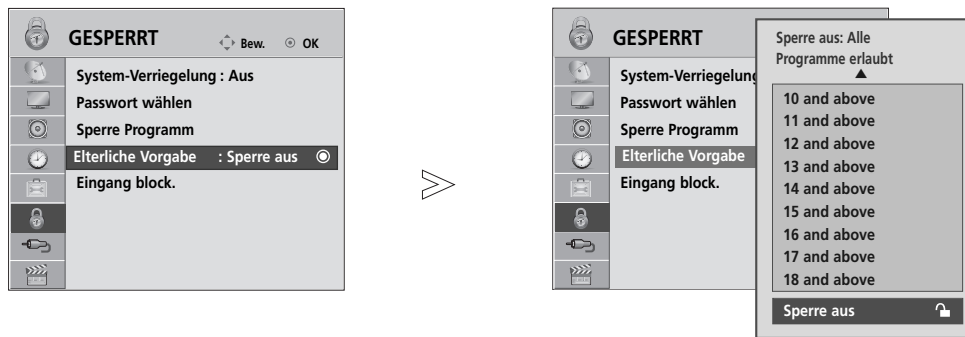 GESPERRT
Bew. OK
System-Verriegelung : Aus
Passwort wählen
Sperre Programm
Elterliche Vorgabe : Sperre aus
Eingang block.
GESPERRT
System-Verriegelung
Passwort wählen
Sperre Programm
Elterliche Vorgabe
Eingang block.
Sperre aus: Alle
Programme erlaubt
10 and above
11 and above
12 and above
13 and above
14 and above
15 and above
16 and above
17 and above
18 and above
Sperre aus